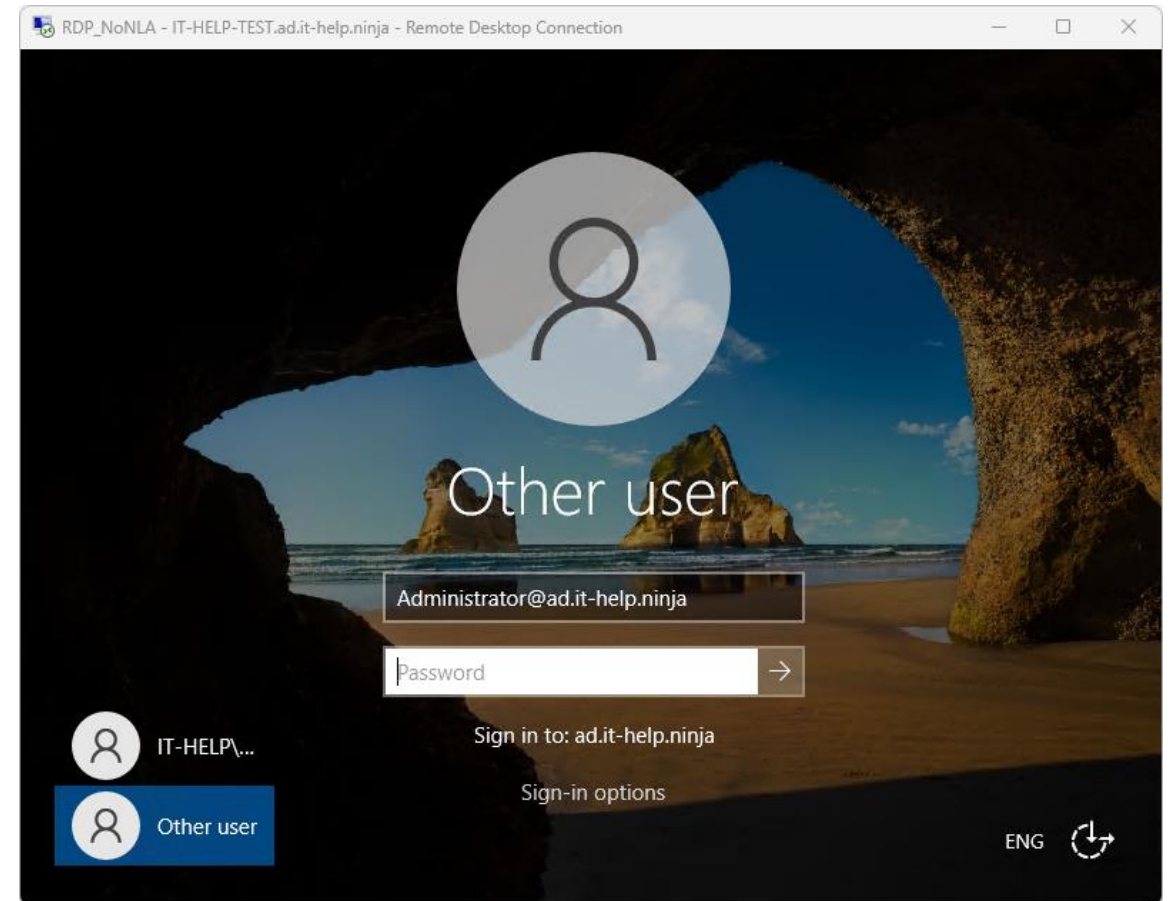 RDP_NoNLA - IT-HELP-TEST.ad.it-help.ninja - Remote Desktop Connection
Other user
Administrator@ad.it-help.ninja
Password
Sign in to: ad.it-help.ninja
Sign-in options
IT-HELP\...
Other user
ENG